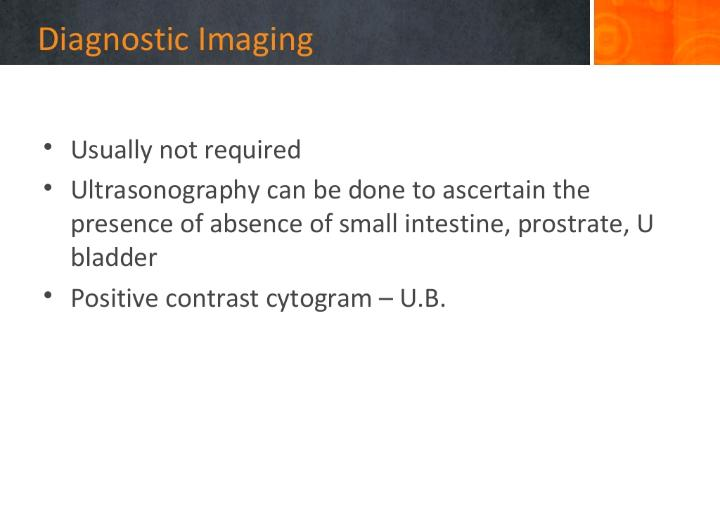 Diagnostic Imaging
• Usually not required
• Ultrasonography can be done to ascertain the
presence of absence of small intestine, prostrate, U
bladder
• Positive contrast cytogram – U.B.